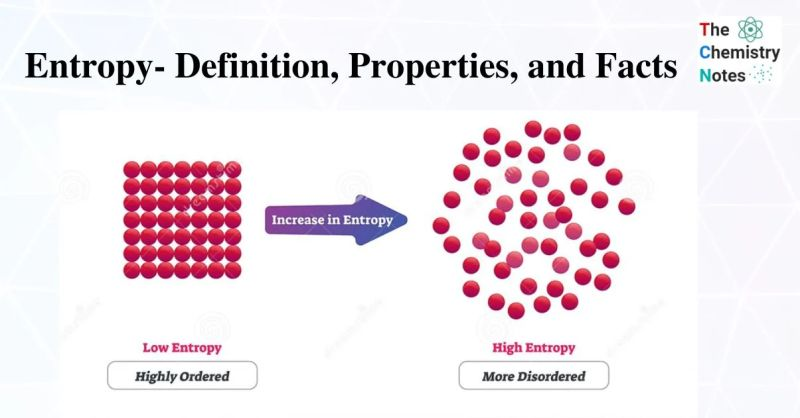 Entropy- Definition, Properties, and Facts
The
Chemistry
Notes
Increase in Entropy
Low Entropy
Highly Ordered
High Entropy
More Disordered